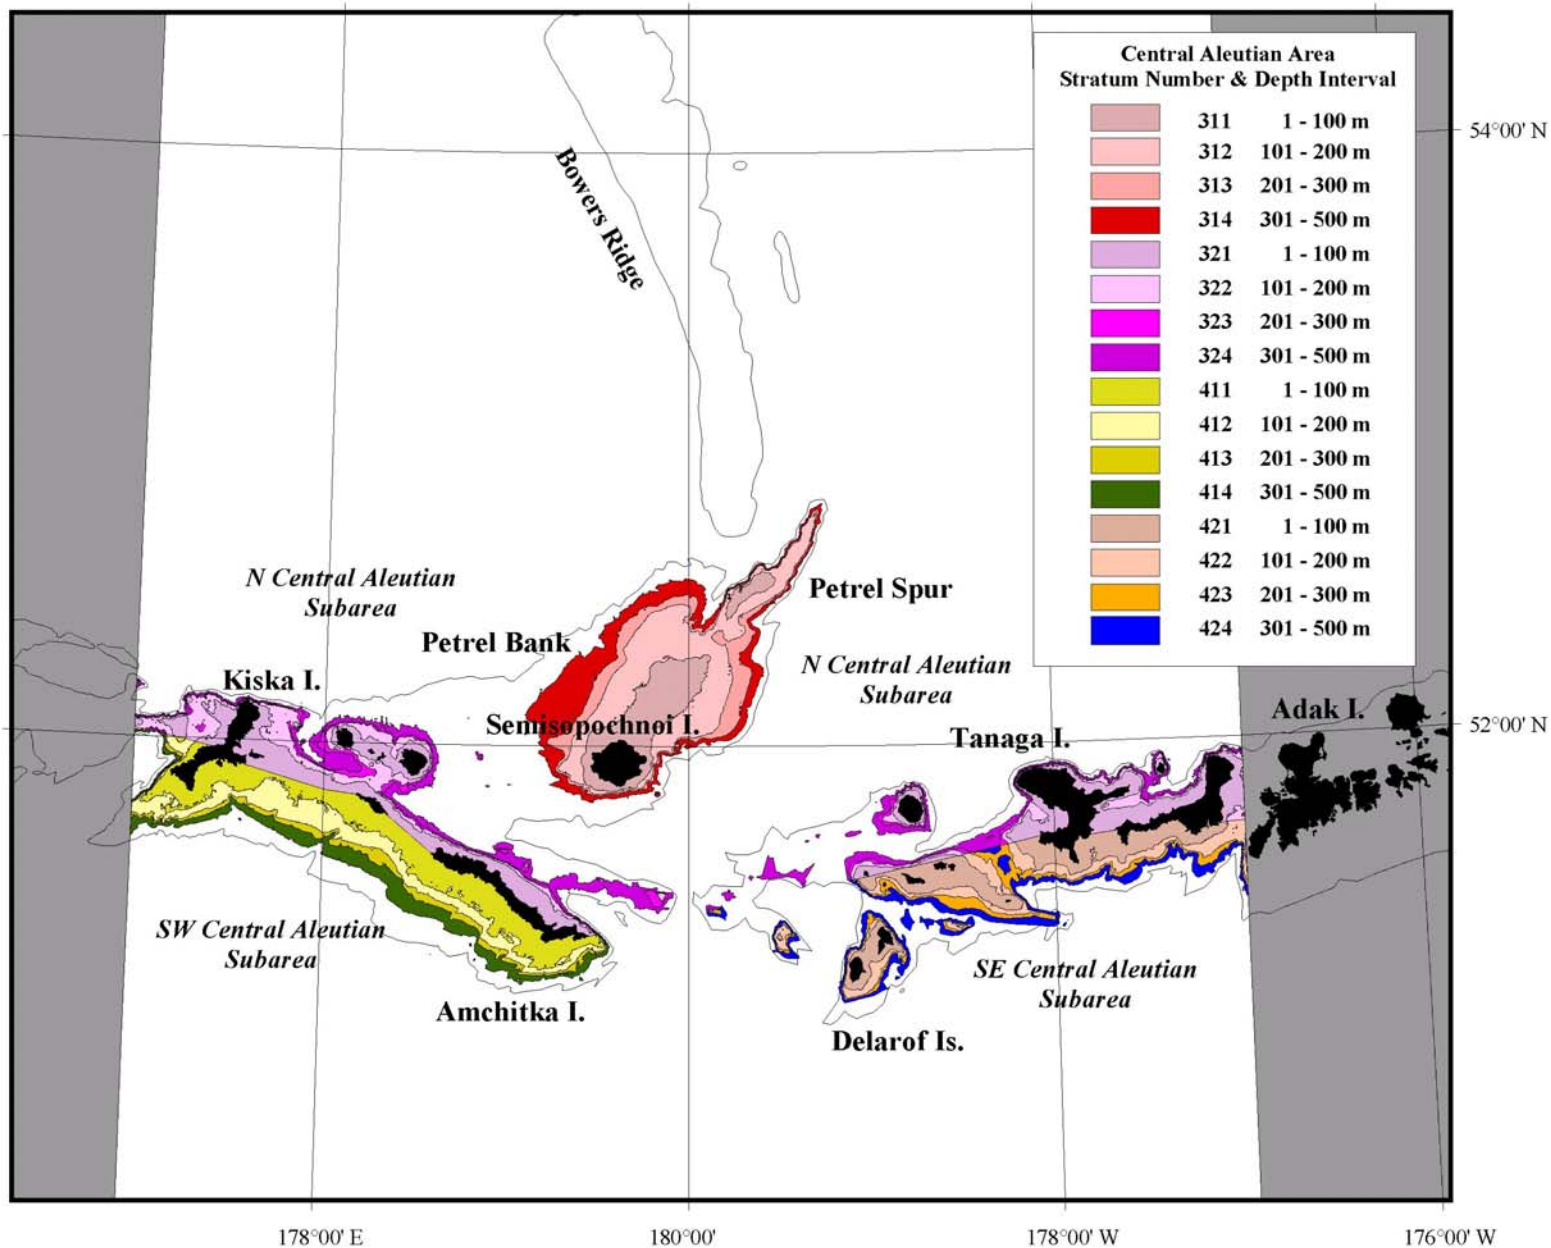 Central Aleutian Area
Stratum Number & Depth Interval
311 1 - 100 m
312 101 - 200 m
313 201 - 300 m
314 301 - 500 m
321 1 - 100 m
322 101 - 200 m
323 201 - 300 m
324 301 - 500 m
411 1 - 100 m
412 101 - 200 m
413 201 - 300 m
414 301 - 500 m
421 1 - 100 m
422 101 - 200 m
423 201 - 300 m
424 301 - 500 m
54°00' N
Bowers Ridge
N Central Aleutian
Subarea
Petrel Spur
Petrel Bank
N Central Aleutian
Subarea
Kiska I.
Semisopochnoi I.
Tanaga I.
Adak I.
52°00' N
SW Central Aleutian
Subarea
SE Central Aleutian
Subarea
Amchitka I.
Delarof Is.
178°00' E
180°00'
178°00' W
176°00' W